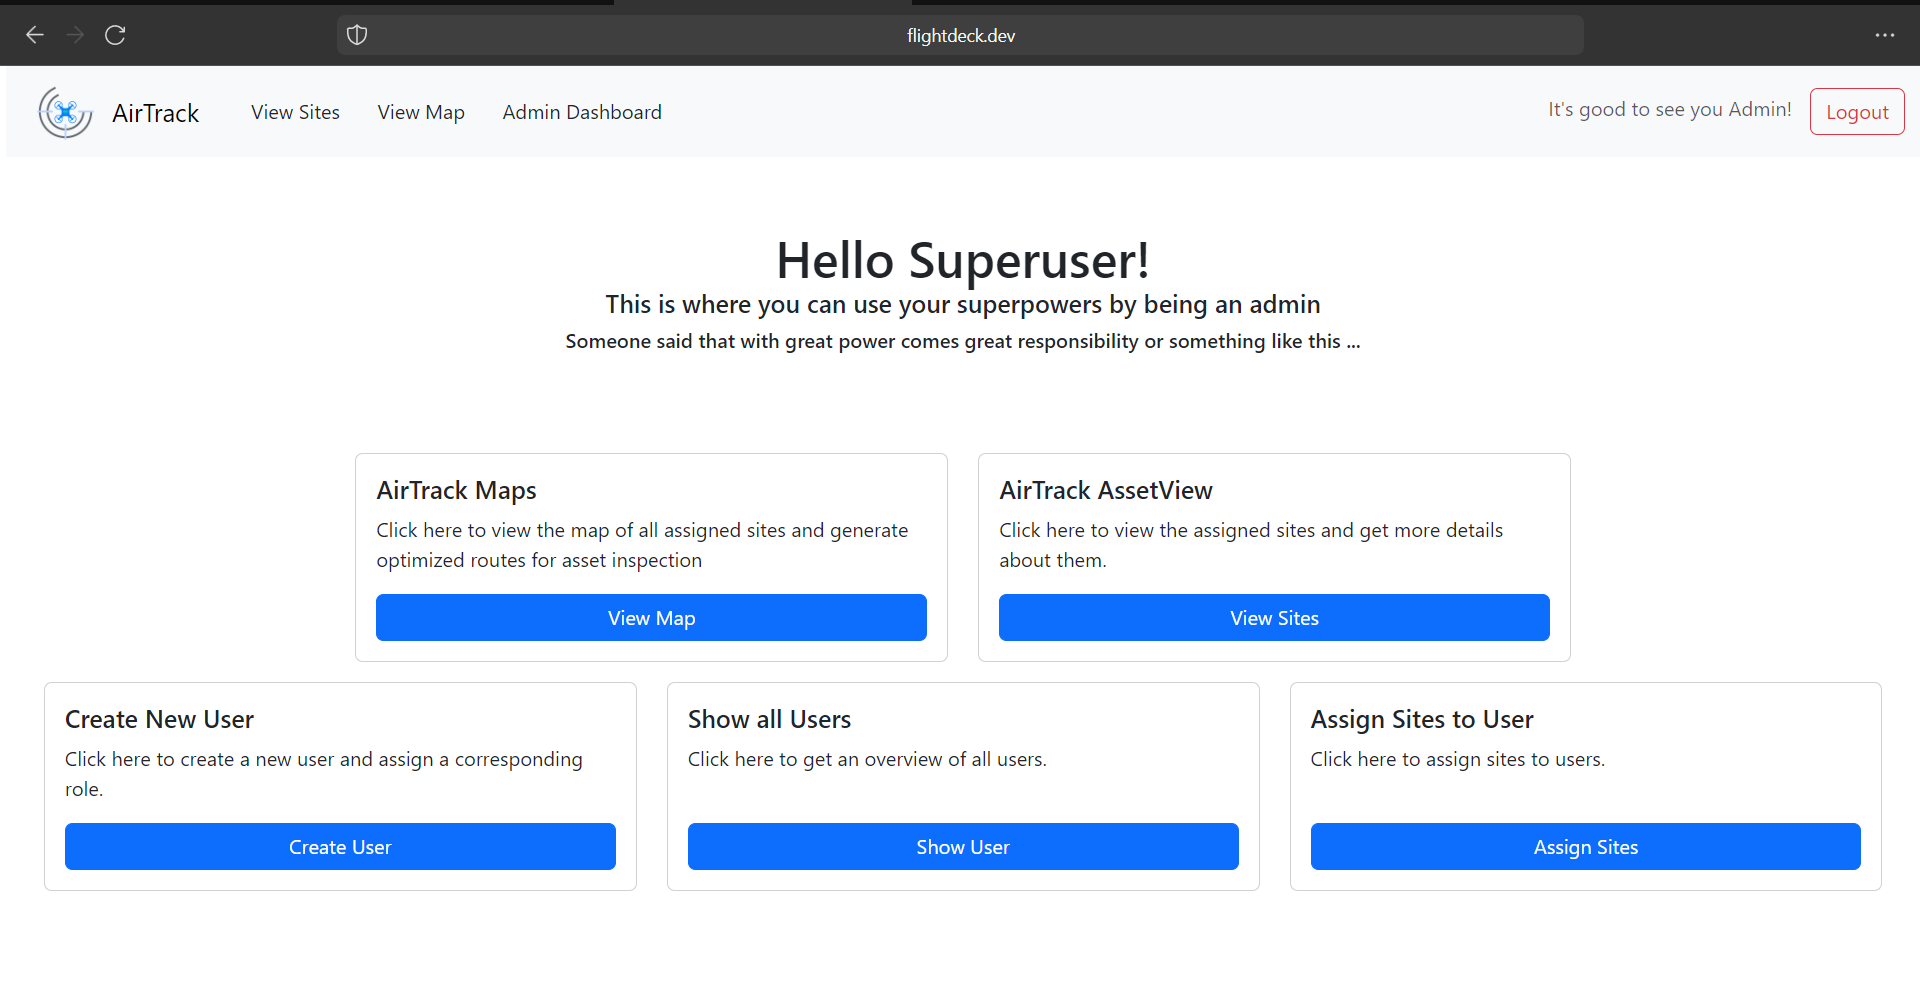 flightdeck.dev
AirTrack View Sites View Map Admin Dashboard It's good to see you Admin! Logout
Hello Superuser!
This is where you can use your superpowers by being an admin
Someone said that with great power comes great responsibility or something like this ...
AirTrack Maps
Click here to view the map of all assigned sites and generate
optimized routes for asset inspection
View Map
AirTrack AssetView
Click here to view the assigned sites and get more details
about them.
View Sites
Create New User
Click here to create a new user and assign a corresponding
role.
Create User
Show all Users
Click here to get an overview of all users.
Show User
Assign Sites to User
Click here to assign sites to users.
Assign Sites